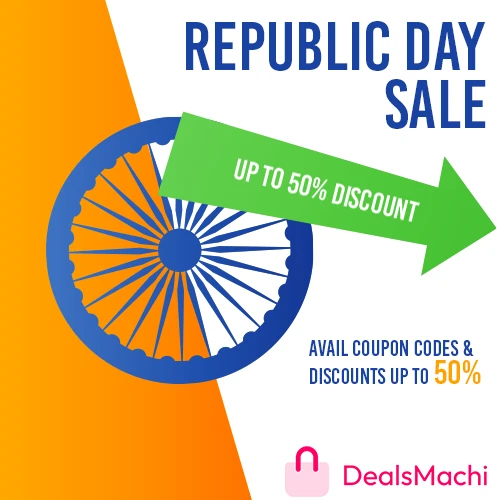 REPUBLIC DAY
SALE
UP TO 50% DISCOUNT
AVAIL COUPON CODES &
DISCOUNTS UP TO 50%
DealsMachi